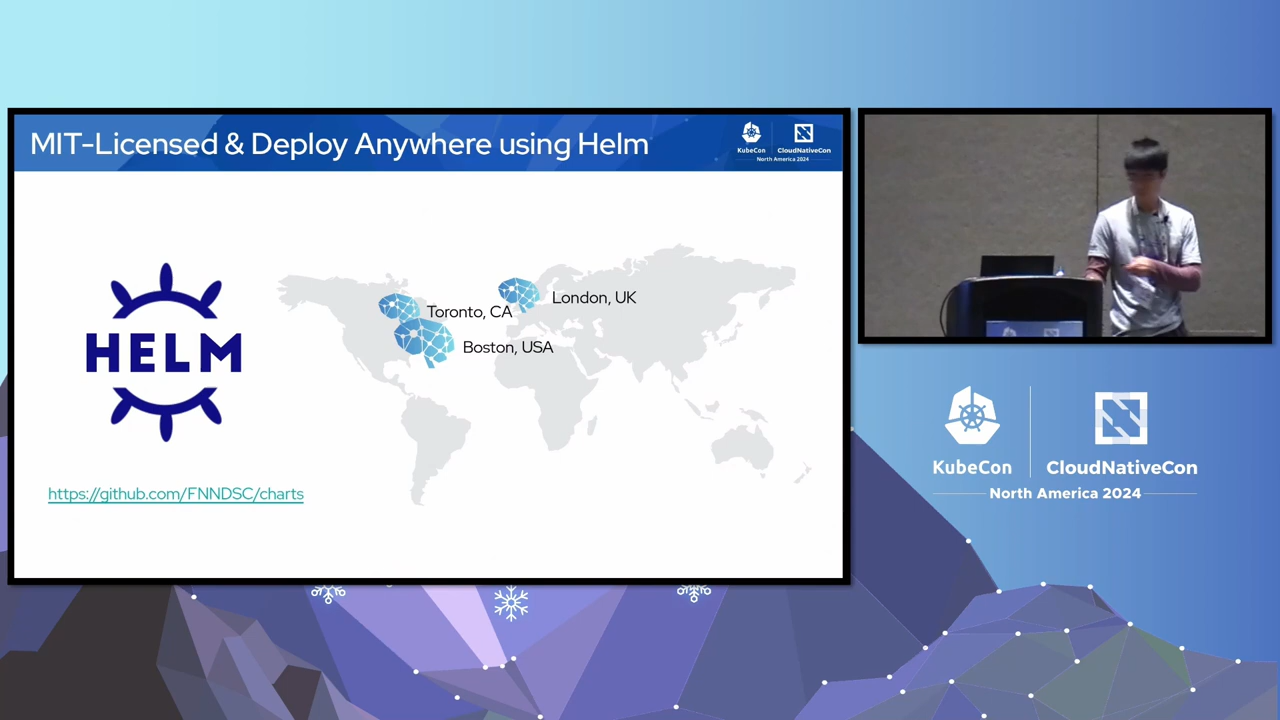 MIT-Licensed & Deploy Anywhere using Helm
KubeCon
CloudNativeCon
North America 2024
HELM
Toronto, CA
London, UK
Boston, USA
https://github.com/FNNDSC/charts
KubeCon
CloudNativeCon
North America 2024